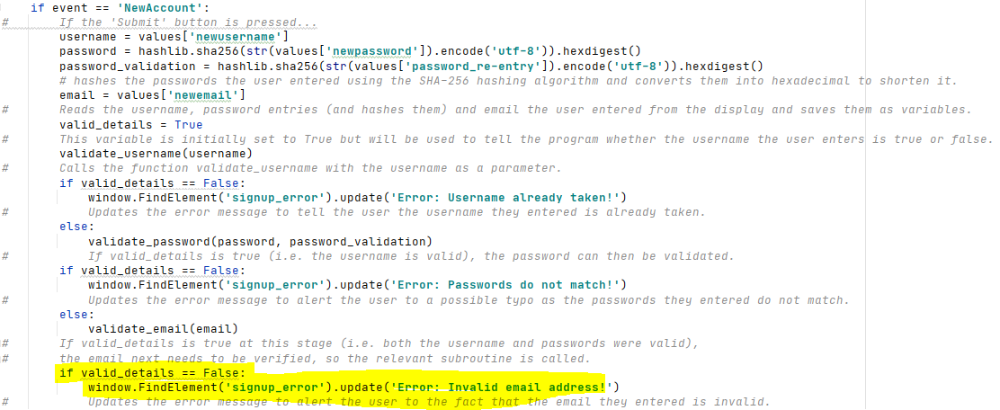 if event == 'NewAccount':
# If the 'Submit' button is pressed...
username = values['newusername']
password = hashlib.sha256(str(values['newpassword']).encode('utf-8')).hexdigest()
password_validation = hashlib.sha256(str(values['password_re-entry']).encode('utf-8')).hexdigest()
# hashes the passwords the user entered using the SHA-256 hashing algorithm and converts them into hexadecimal to shorten it.
email = values['newemail']
# Reads the username, password entries (and hashes them) and email the user entered from the display and saves them as variables.
valid_details = True
# This variable is initially set to True but will be used to tell the program whether the username the user enters is true or false.
validate_username(username)
# Calls the function validate_username with the username as a parameter.
if valid_details == False:
window.FindElement('signup_error').update('Error: Username already taken!')
# Updates the error message to tell the user the username they entered is already taken.
else:
validate_password(password, password_validation)
# If valid_details is true (i.e. the username is valid), the password can then be validated.
if valid_details == False:
window.FindElement('signup_error').update('Error: Passwords do not match!')
# Updates the error message to alert the user to a possible typo as the passwords they entered do not match.
else:
validate_email(email)
# If valid_details is true at this stage (i.e. both the username and passwords were valid),
# the email next needs to be verified, so the relevant subroutine is called.
if valid_details == False:
window.FindElement('signup_error').update('Error: Invalid email address!')
# Updates the error message to alert the user to the fact that the email they entered is invalid.